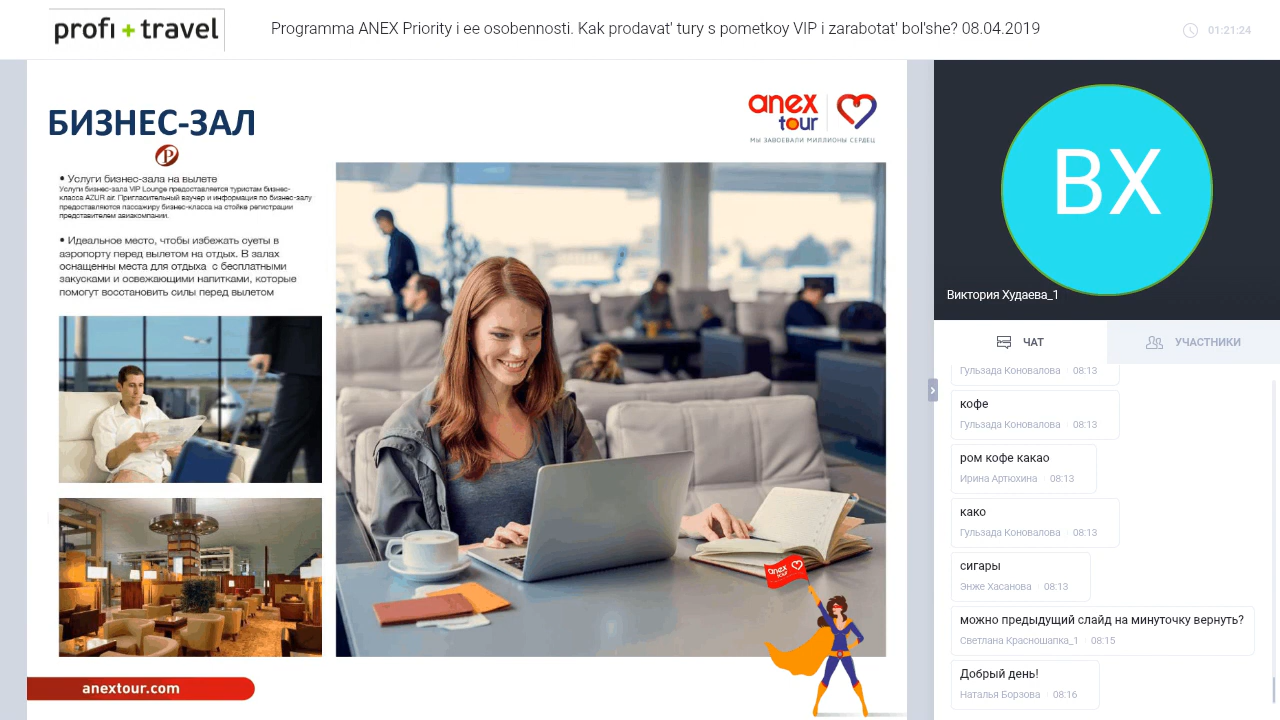 profi + travel
Programma ANEX Priority i ee osobennosti. Kak prodavat' tury s pometkoy VIP i zarabotat' bol'she? 08.04.2019
01:21:24
БИЗНЕС-ЗАЛ
anex
tour
МЫ ЗАВОЕВАЛИ МИЛЛИОНЫ СЕРДЕЦ
P
• Услуги бизнес-зала на вылете
Услуги бизнес-зала VIP Lounge предоставляется туристам бизнес-
класса AZUR air. Пригласительный ваучер и информация по бизнес-залу
предоставляются пассажиру бизнес-класса на стойке регистрации
представителем авиакомпании.
• Идеальное место, чтобы избежать суеты в
аэропорту перед вылетом на отдых. В залах
оснащенны места для отдыха с бесплатными
закусками и освежающими напитками, которые
помогут восстановить силы перед вылетом
anex
tour
anextour.com
ВХ
Виктория Худаева_1
ЧАТ
УЧАСТНИКИ
Гульзада Коновалова · 08:13
кофе
Гульзада Коновалова · 08:13
ром кофе какао
Ирина Артюхина · 08:13
како
Гульзада Коновалова · 08:13
сигары
Энже Хасанова · 08:13
можно предыдущий слайд на минуточку вернуть?
Светлана Красношапка_1 · 08:15
Добрый день!
Наталья Борзова · 08:16